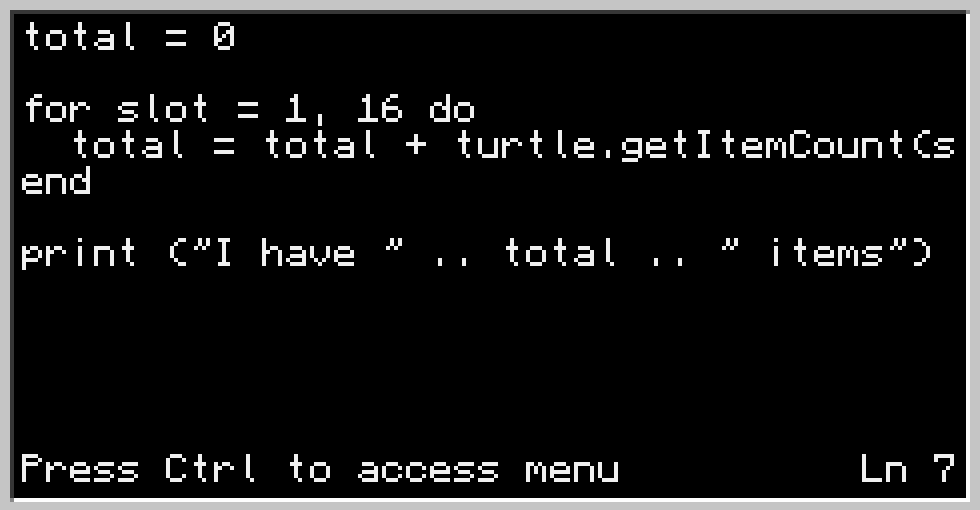 total = 0
for slot = 1, 16 do
  total = total + turtle.getItemCount(s
end
print ("I have " .. total .. " items")
Press Ctrl to access menu Ln 7